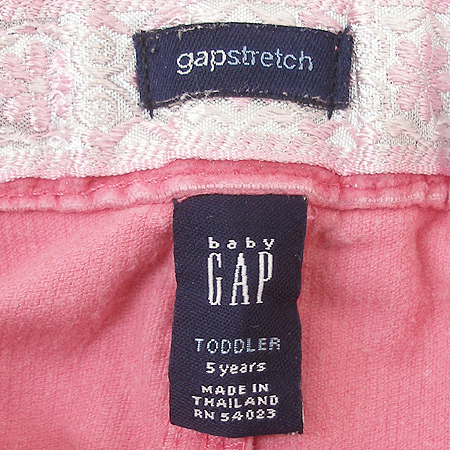 gapstretch
baby
GAP
TODDLER
5 years
MADE IN
THAILAND
RN 54023